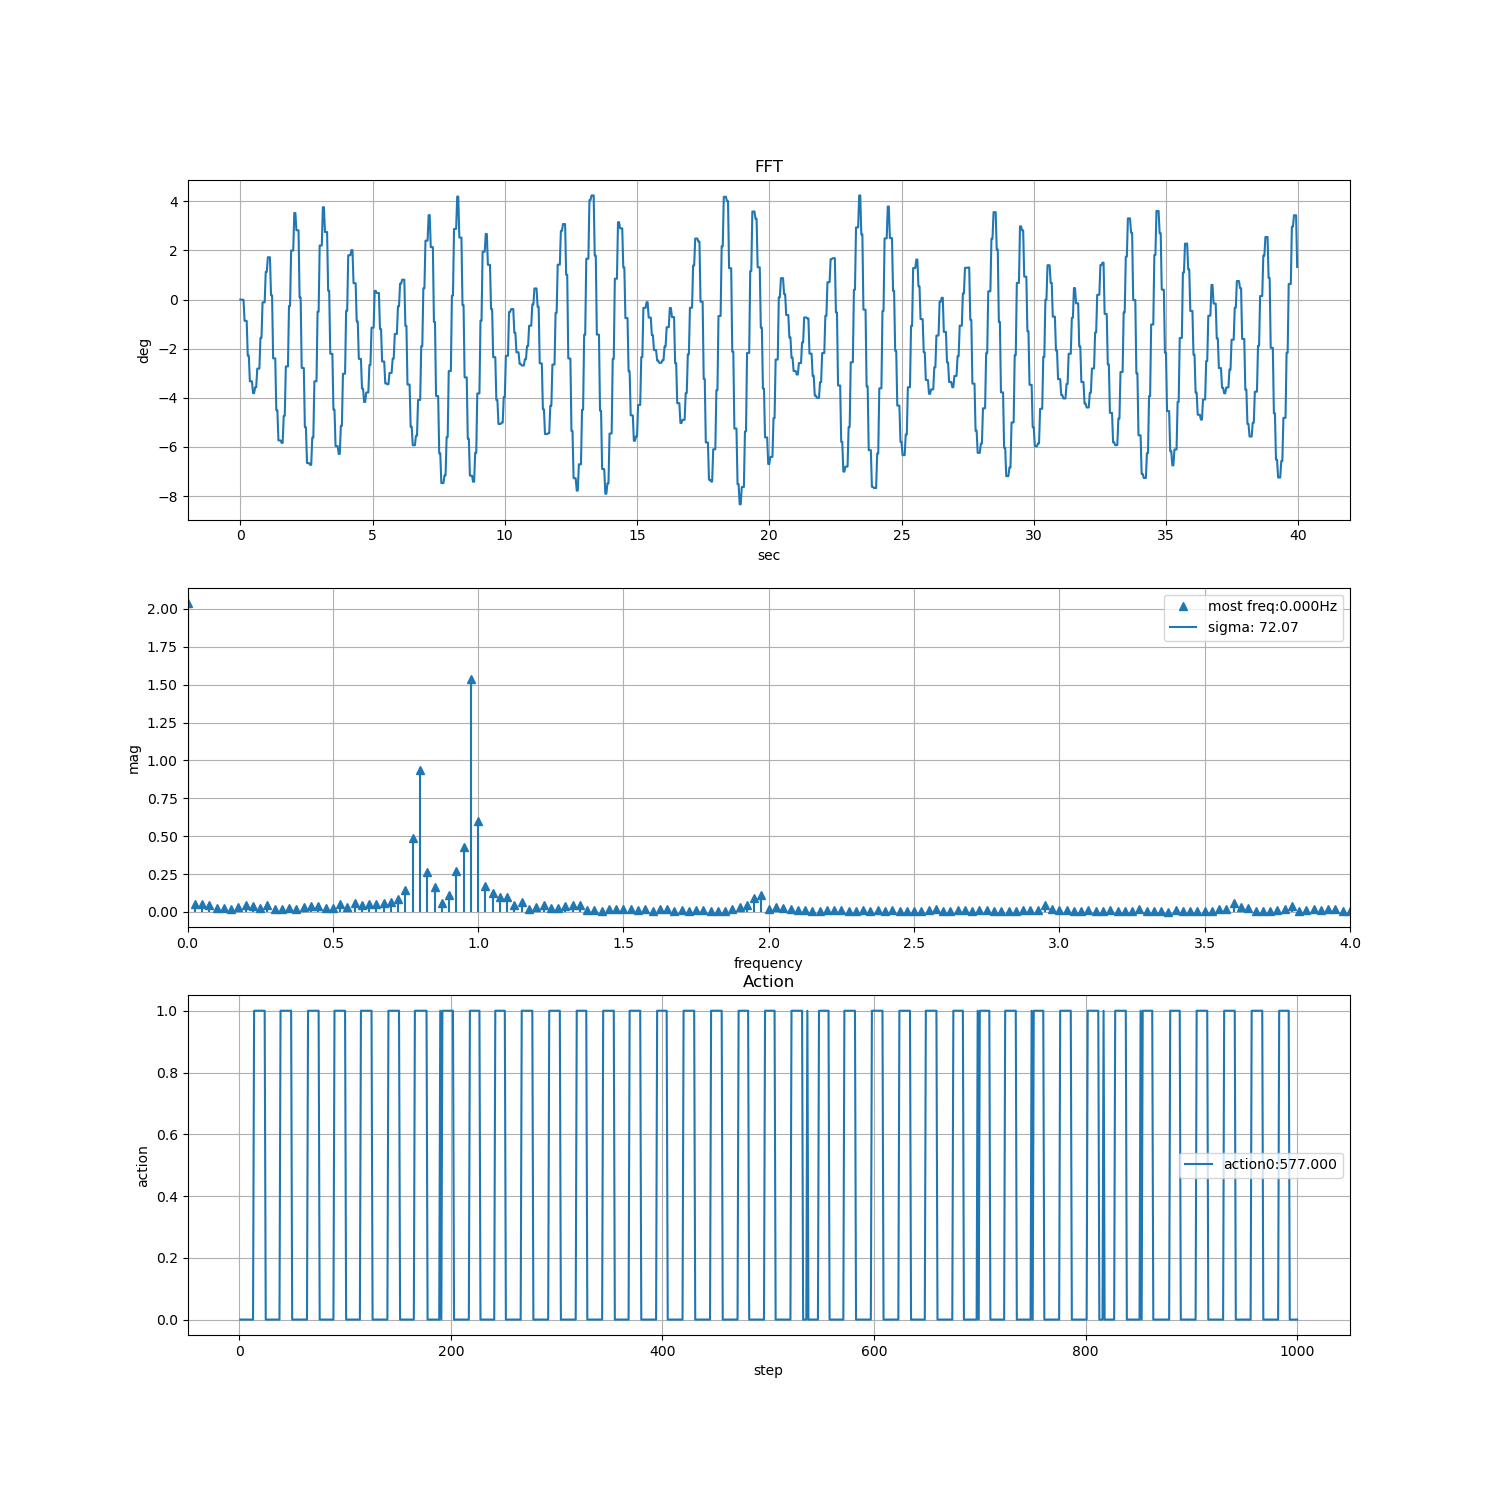 FFT
4
2
0
−2
−4
−6
−8
deg
0 5 10 15 20 25 30 35 40
sec
2.00
1.75
1.50
1.25
1.00
0.75
0.50
0.25
0.00
mag
most freq:0.000Hz
sigma: 72.07
0.0 0.5 1.0 1.5 2.0 2.5 3.0 3.5 4.0
frequency
Action
1.0
0.8
0.6
0.4
0.2
0.0
action
action0:577.000
0 200 400 600 800 1000
step